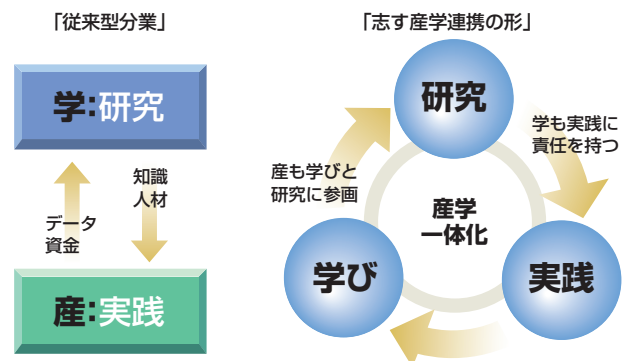 「従来型分業」
学:研究
知識
人材
データ
資金
産:実践
「志す産学連携の形」
研究
学も実践に
責任を持つ
産も学びと
研究に参画
産学
一体化
学び
実践